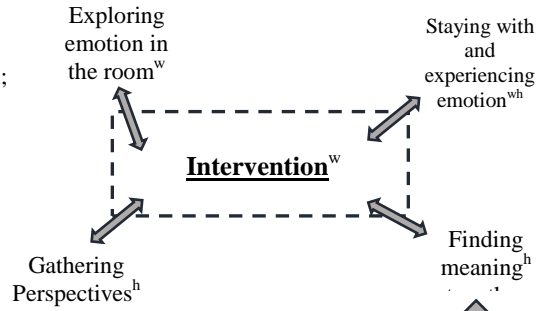 Exploring
emotion in
the room^w
;
Staying with
and
experiencing
emotion^wh
Intervention^w
Gathering
Perspectives^h
Finding
meaning^h